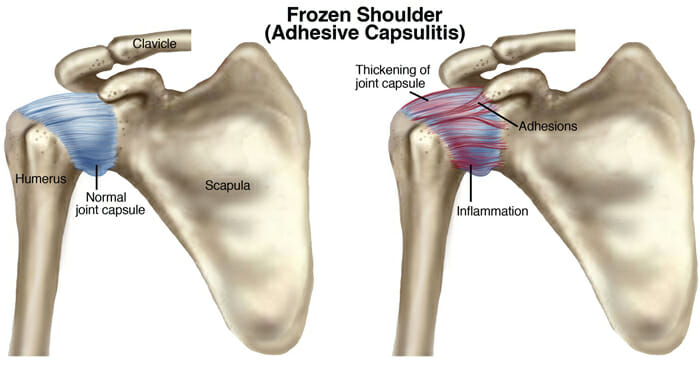 Frozen Shoulder
(Adhesive Capsulitis)
Clavicle
Humerus
Normal
joint capsule
Scapula
Thickening of
joint capsule
Adhesions
Inflammation